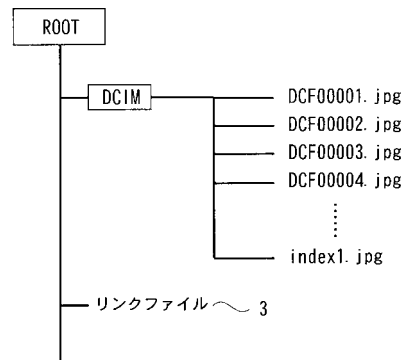 ROOT
DCIM
DCF00001.jpg
DCF00002.jpg
DCF00003.jpg
DCF00004.jpg
index1.jpg
リンクファイル 3